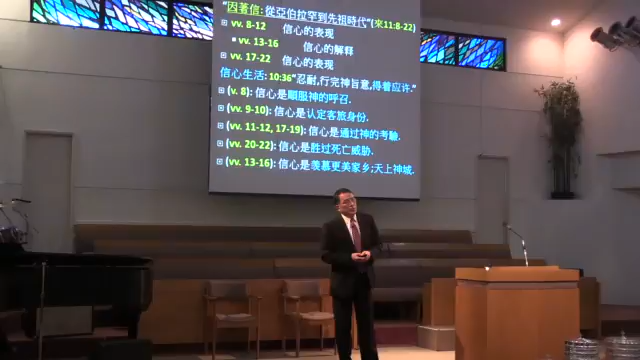 "因著信: 從亞伯拉罕到先祖時代"(來11:8-22)
vv. 8-12 信心的表现
vv. 13-16 信心的解释
vv. 17-22 信心的表现
信心生活: 10:36"忍耐,行完神旨意,得着应许."
(v. 8): 信心是順服神的呼召.
(vv. 9-10): 信心是认定客旅身份.
(vv. 11-12, 17-19): 信心是通过神的考驗.
(vv. 20-22): 信心是胜过死亡威胁.
(vv. 13-16): 信心是羡慕更美家乡;天上神城.